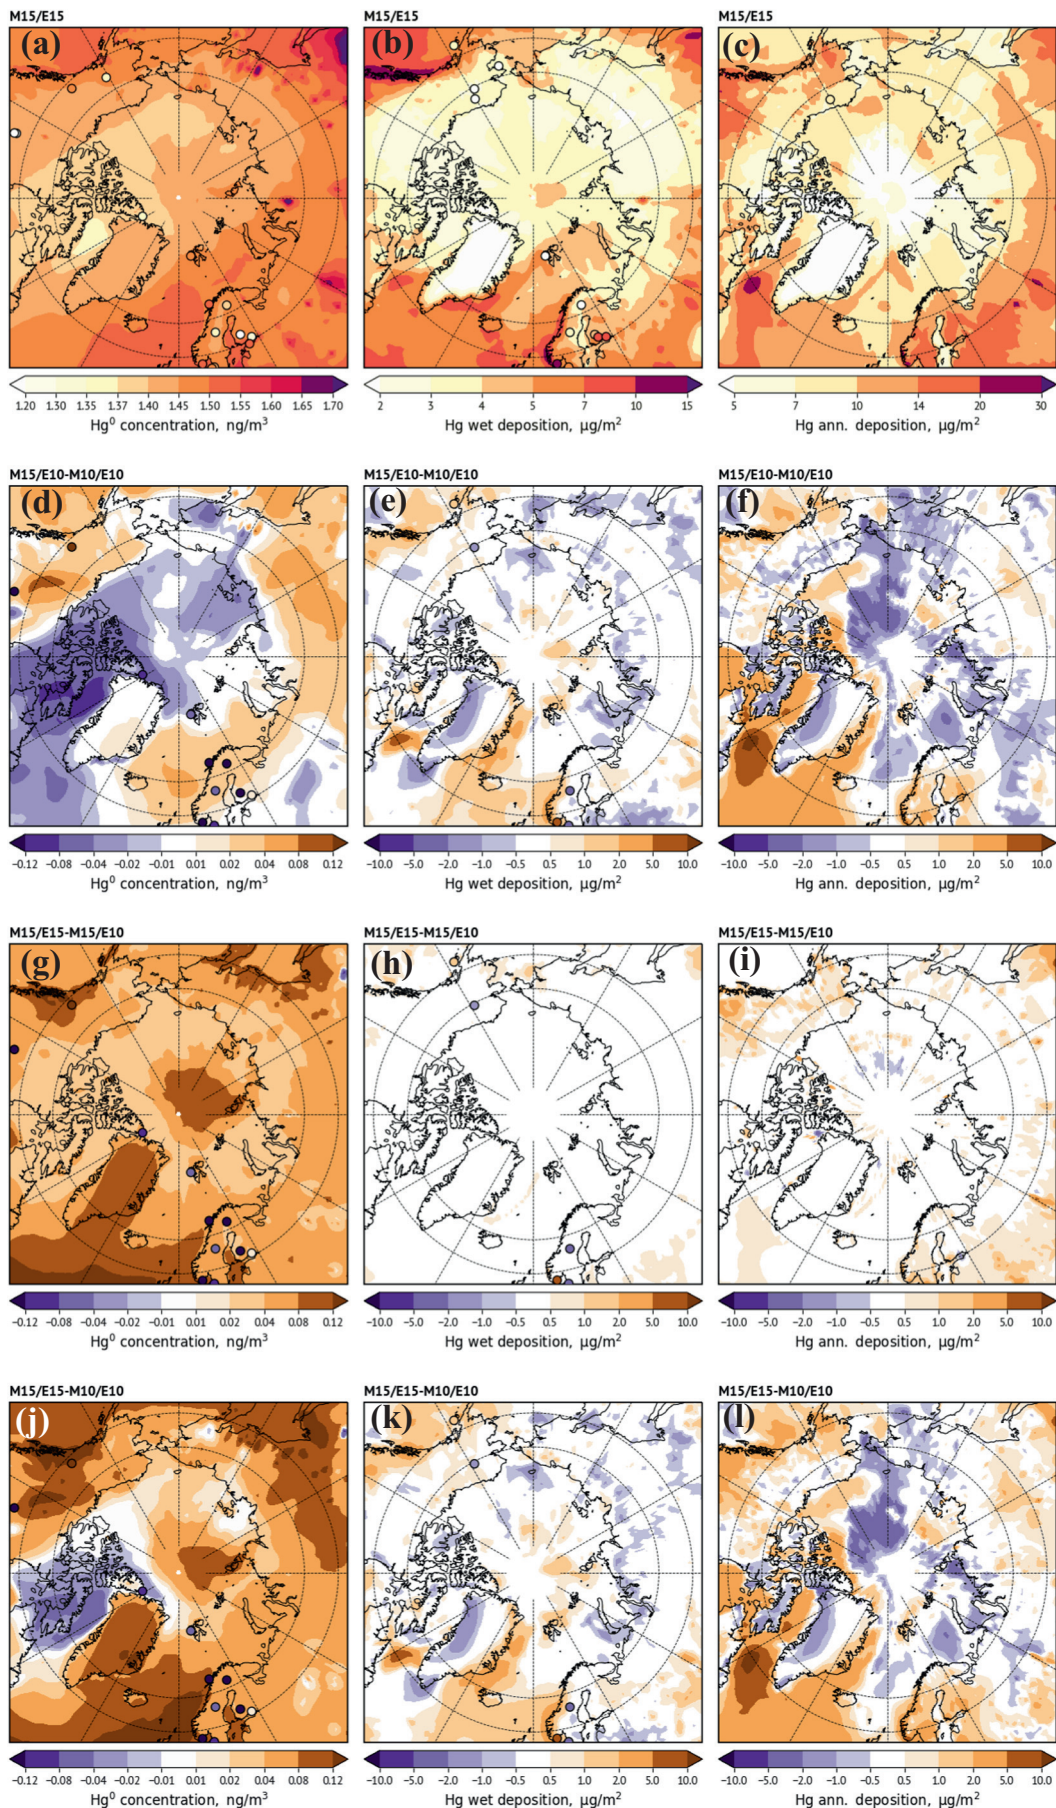 M15/E15 M15/E15 M15/E15
(a) (b) (c)
1.20 1.30 1.35 1.37 1.40 1.45 1.50 1.55 1.65 1.70 2 3 4 5 7 10 15 5 7 10 14 20 30
Hg⁰ concentration, ng/m³ Hg wet deposition, μg/m² Hg ann. deposition, μg/m²
M15/E10-M10/E10 M15/E10-M10/E10 M15/E10-M10/E10
(d) (e) (f)
−0.12 −0.08 −0.04 −0.02 −0.01 0.01 0.02 0.04 0.08 0.12 −10.0 −5.0 −2.0 −1.0 −0.5 0.5 1.0 2.0 5.0 10.0 −10.0 −5.0 −2.0 −1.0 −0.5 0.5 1.0 2.0 5.0 10.0
Hg⁰ concentration, ng/m³ Hg wet deposition, μg/m² Hg ann. deposition, μg/m²
M15/E15-M15/E10 M15/E15-M15/E10 M15/E15-M15/E10
(g) (h) (i)
−0.12 −0.08 −0.04 −0.02 −0.01 0.01 0.02 0.04 0.08 0.12 −10.0 −5.0 −2.0 −1.0 −0.5 0.5 1.0 2.0 5.0 10.0 −10.0 −5.0 −2.0 −1.0 −0.5 0.5 1.0 2.0 5.0 10.0
Hg⁰ concentration, ng/m³ Hg wet deposition, μg/m² Hg ann. deposition, μg/m²
M15/E15-M10/E10 M15/E15-M10/E10 M15/E15-M10/E10
(j) (k) (l)
−0.12 −0.08 −0.04 −0.02 −0.01 0.01 0.02 0.04 0.08 0.12 −10.0 −5.0 −2.0 −1.0 −0.5 0.5 1.0 2.0 5.0 10.0 −10.0 −5.0 −2.0 −1.0 −0.5 0.5 1.0 2.0 5.0 10.0
Hg⁰ concentration, ng/m³ Hg wet deposition, μg/m² Hg ann. deposition, μg/m²